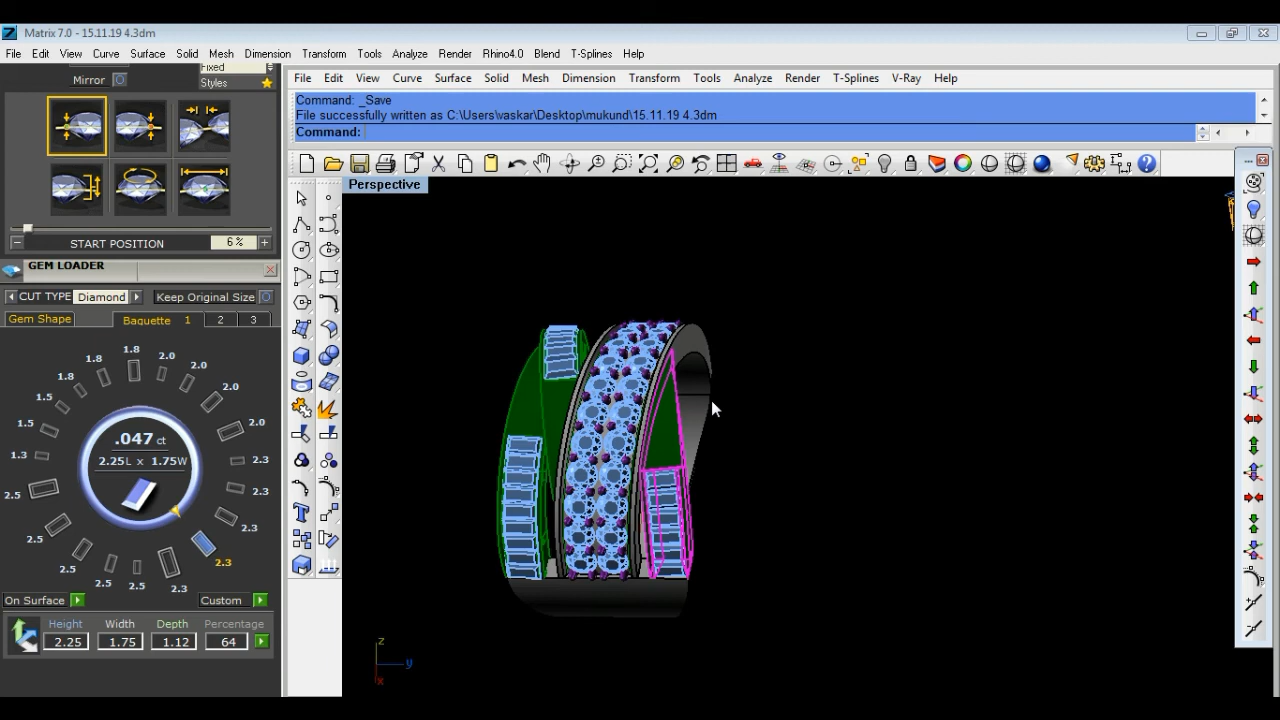 Matrix 7.0 - 15.11.19 4.3dm
File Edit View Curve Surface Solid Mesh Dimension Transform Tools Analyze Render Rhino4.0 Blend T-Splines Help
Fixed
Mirror
Styles
START POSITION 6%
GEM LOADER
CUT TYPE Diamond Keep Original Size
Gem Shape Baguette 1 2 3
1.8
1.8 2.0
1.8 2.0
1.5 2.0
1.5 2.3
1.3 2.3
2.5 2.3
2.5 2.3
2.5 2.3
2.5 2.5 2.3
.047 ct
2.25L x 1.75W
On Surface Custom
Height Width Depth Percentage
2.25 1.75 1.12 64
File Edit View Curve Surface Solid Mesh Dimension Transform Tools Analyze Render T-Splines V-Ray Help
Command: _Save
File successfully written as C:\Users\vaskar\Desktop\mukund\15.11.19 4.3dm
Command:
Perspective
z
y
x